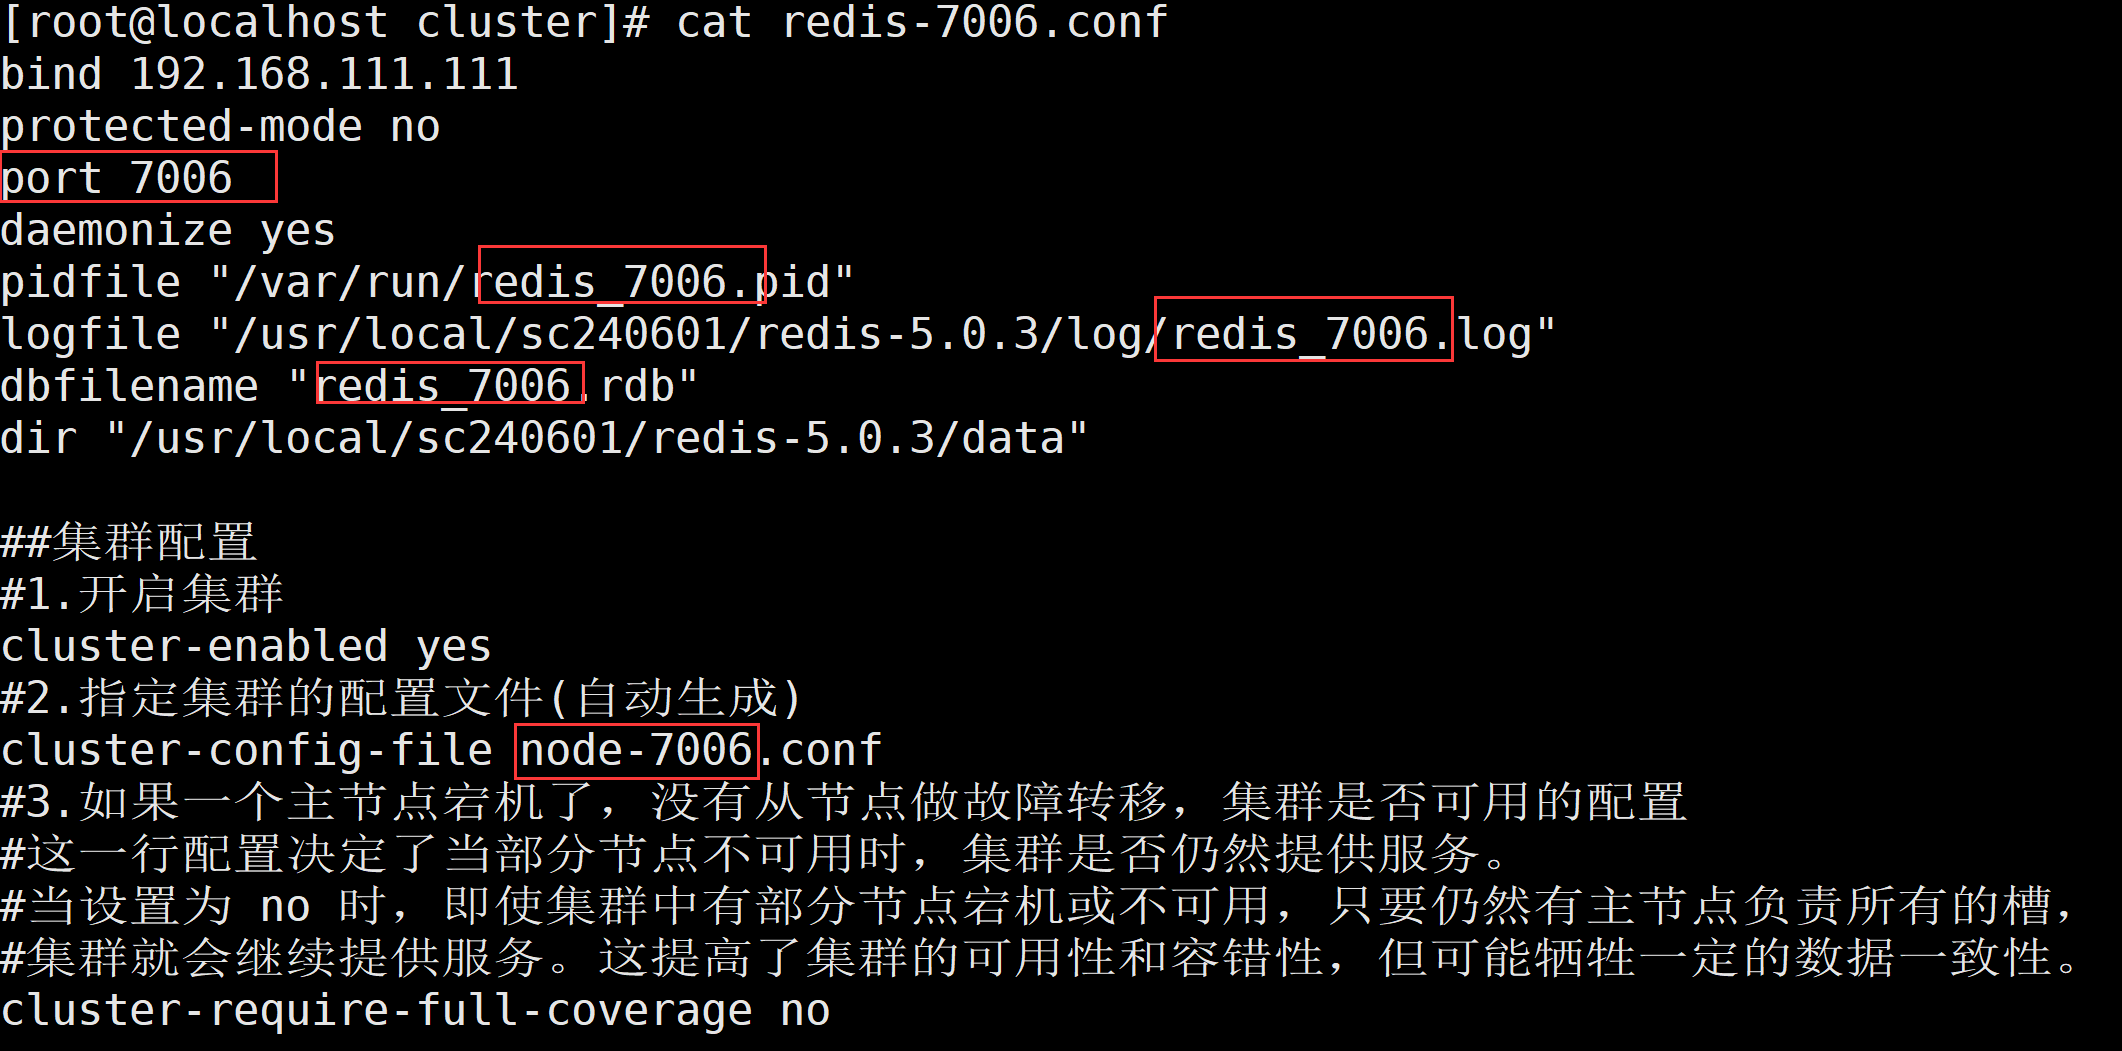 [root@localhost cluster]# cat redis-7006.conf
bind 192.168.111.111
protected-mode no
port 7006
daemonize yes
pidfile "/var/run/redis_7006.pid"
logfile "/usr/local/sc240601/redis-5.0.3/log/redis_7006.log"
dbfilename "redis_7006.rdb"
dir "/usr/local/sc240601/redis-5.0.3/data"
##集群配置
#1.开启集群
cluster-enabled yes
#2.指定集群的配置文件(自动生成)
cluster-config-file node-7006.conf
#3.如果一个主节点宕机了，没有从节点做故障转移，集群是否可用的配置
#这一行配置决定了当部分节点不可用时，集群是否仍然提供服务。
#当设置为 no 时，即使集群中有部分节点宕机或不可用，只要仍然有主节点负责所有的槽，
#集群就会继续提供服务。这提高了集群的可用性和容错性，但可能牺牲一定的数据一致性。
cluster-require-full-coverage no